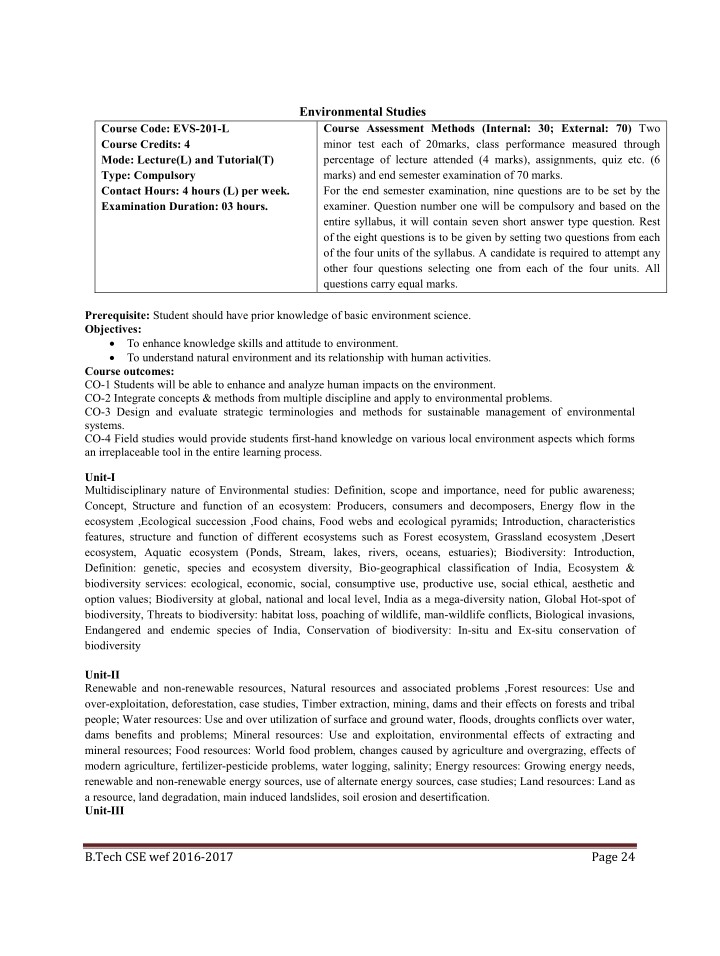 Environmental Studies
Course Code: EVS-201-L
Course Credits: 4
Mode: Lecture(L) and Tutorial(T)
Type: Compulsory
Contact Hours: 4 hours (L) per week.
Examination Duration: 03 hours.
Course Assessment Methods (Internal: 30; External: 70) Two
minor test each of 20marks, class performance measured through
percentage of lecture attended (4 marks), assignments, quiz etc. (6
marks) and end semester examination of 70 marks.
For the end semester examination, nine questions are to be set by the
examiner. Question number one will be compulsory and based on the
entire syllabus, it will contain seven short answer type question. Rest
of the eight questions is to be given by setting two questions from each
of the four units of the syllabus. A candidate is required to attempt any
other four questions selecting one from each of the four units. All
questions carry equal marks.
Prerequisite: Student should have prior knowledge of basic environment science.
Objectives:
• To enhance knowledge skills and attitude to environment.
• To understand natural environment and its relationship with human activities.
Course outcomes:
CO-1 Students will be able to enhance and analyze human impacts on the environment.
CO-2 Integrate concepts & methods from multiple discipline and apply to environmental problems.
CO-3 Design and evaluate strategic terminologies and methods for sustainable management of environmental
systems.
CO-4 Field studies would provide students first-hand knowledge on various local environment aspects which forms
an irreplaceable tool in the entire learning process.
Unit-I
Multidisciplinary nature of Environmental studies: Definition, scope and importance, need for public awareness;
Concept, Structure and function of an ecosystem: Producers, consumers and decomposers, Energy flow in the
ecosystem ,Ecological succession ,Food chains, Food webs and ecological pyramids; Introduction, characteristics
features, structure and function of different ecosystems such as Forest ecosystem, Grassland ecosystem ,Desert
ecosystem, Aquatic ecosystem (Ponds, Stream, lakes, rivers, oceans, estuaries); Biodiversity: Introduction,
Definition: genetic, species and ecosystem diversity, Bio-geographical classification of India, Ecosystem &
biodiversity services: ecological, economic, social, consumptive use, productive use, social ethical, aesthetic and
option values; Biodiversity at global, national and local level, India as a mega-diversity nation, Global Hot-spot of
biodiversity, Threats to biodiversity: habitat loss, poaching of wildlife, man-wildlife conflicts, Biological invasions,
Endangered and endemic species of India, Conservation of biodiversity: In-situ and Ex-situ conservation of
biodiversity
Unit-II
Renewable and non-renewable resources, Natural resources and associated problems ,Forest resources: Use and
over-exploitation, deforestation, case studies, Timber extraction, mining, dams and their effects on forests and tribal
people; Water resources: Use and over utilization of surface and ground water, floods, droughts conflicts over water,
dams benefits and problems; Mineral resources: Use and exploitation, environmental effects of extracting and
mineral resources; Food resources: World food problem, changes caused by agriculture and overgrazing, effects of
modern agriculture, fertilizer-pesticide problems, water logging, salinity; Energy resources: Growing energy needs,
renewable and non-renewable energy sources, use of alternate energy sources, case studies; Land resources: Land as
a resource, land degradation, main induced landslides, soil erosion and desertification.
Unit-III
B.Tech CSE wef 2016-2017 Page 24